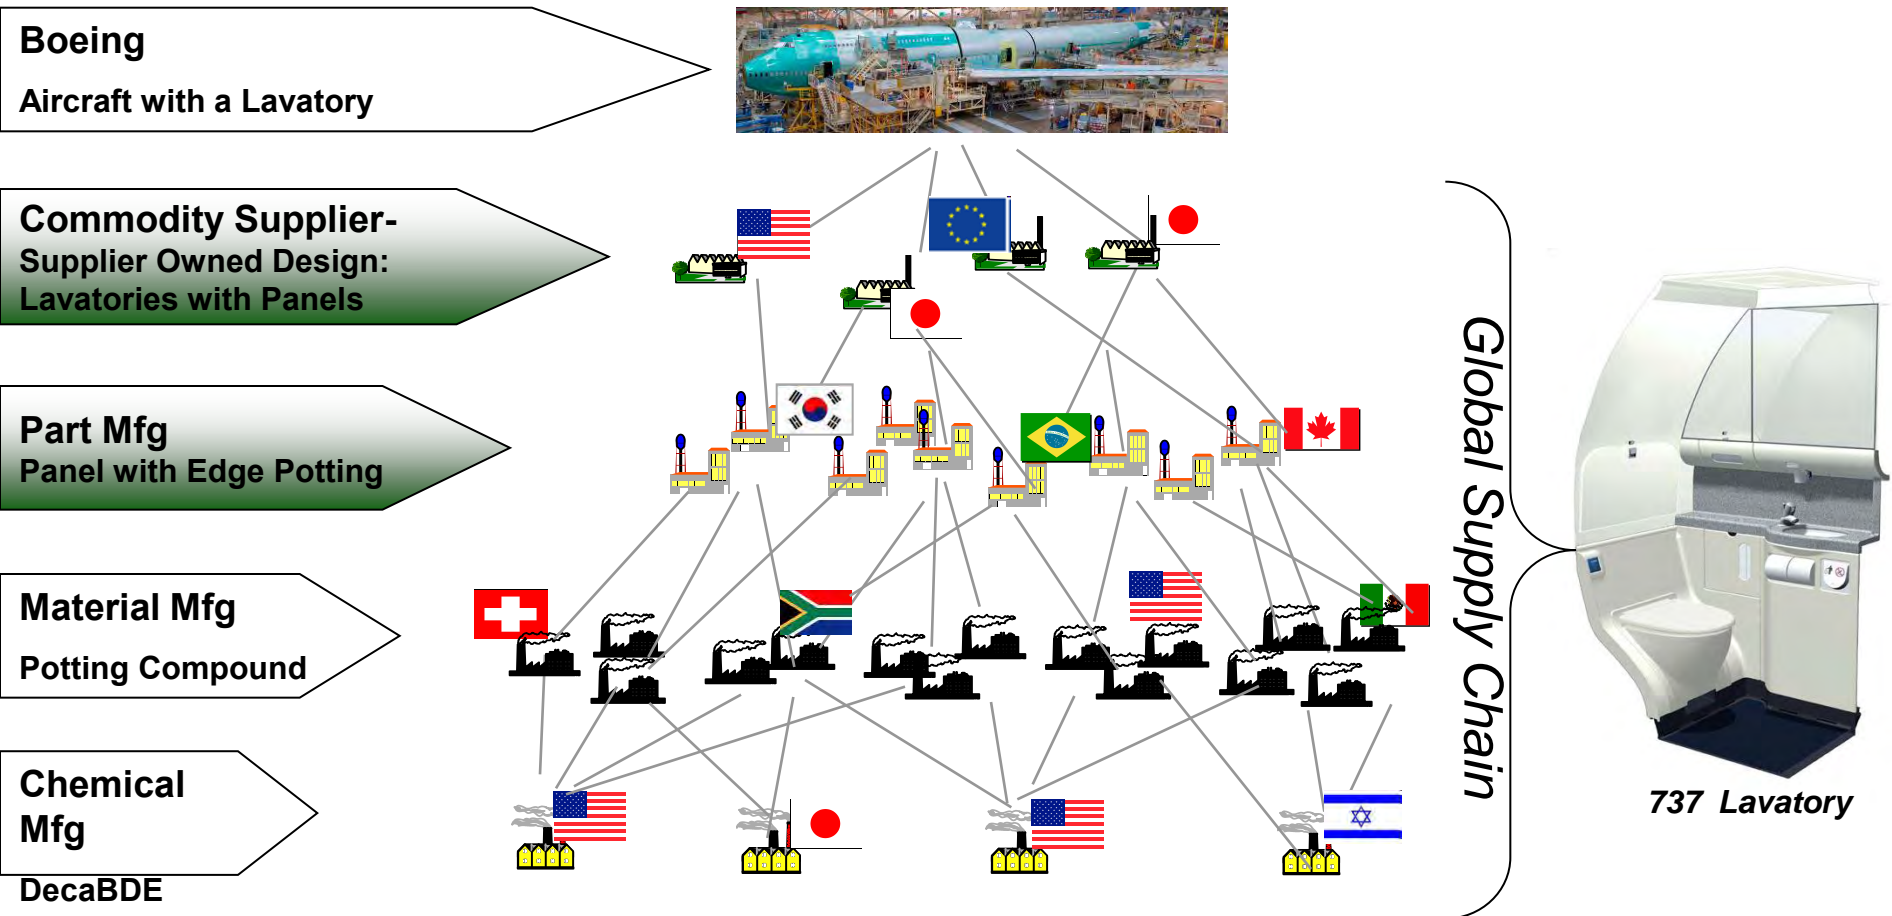 Boeing
Aircraft with a Lavatory
Commodity Supplier-
Supplier Owned Design:
Lavatories with Panels
Part Mfg
Panel with Edge Potting
Material Mfg
Potting Compound
Chemical
Mfg
DecaBDE
Global Supply Chain
737 Lavatory